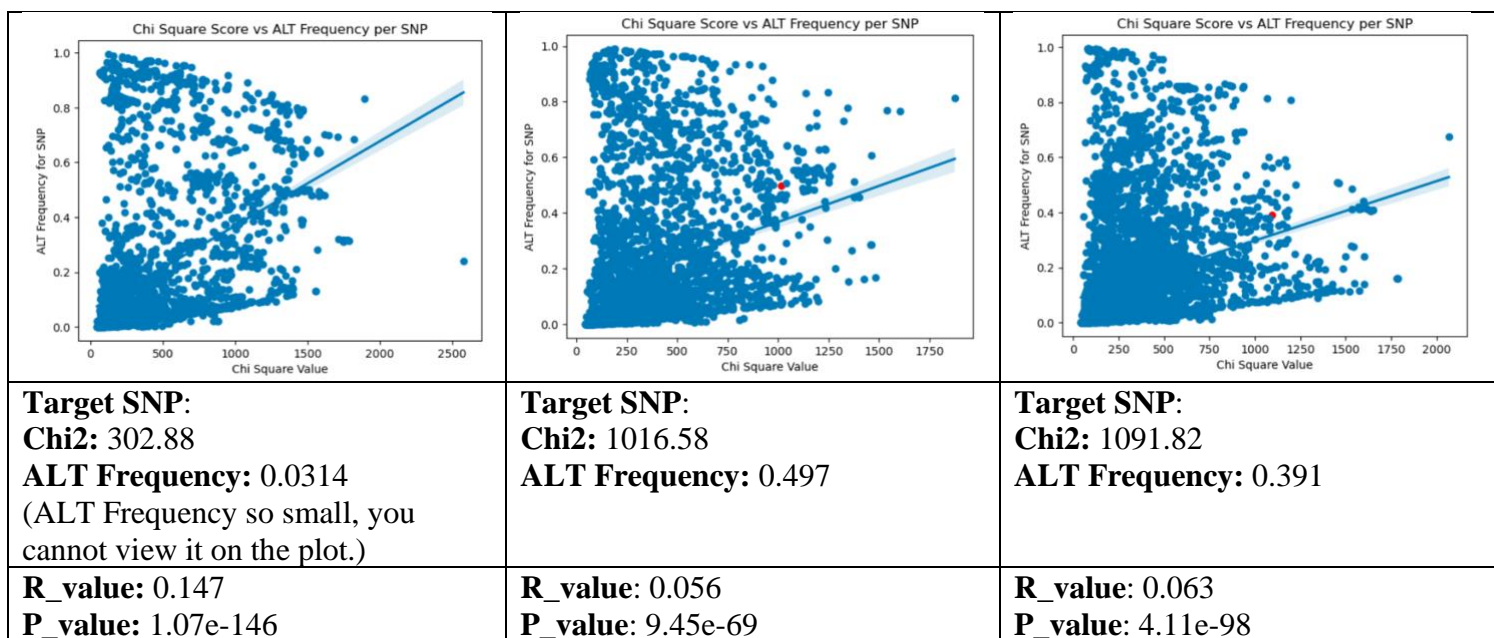 Chi Square Score vs ALT Frequency per SNP
1.0
0.8
0.6
0.4
0.2
0.0
ALT Frequency for SNP
0 500 1000 1500 2000 2500
Chi Square Value
Chi Square Score vs ALT Frequency per SNP
1.0
0.8
0.6
0.4
0.2
0.0
ALT Frequency for SNP
0 250 500 750 1000 1250 1500 1750
Chi Square Value
Chi Square Score vs ALT Frequency per SNP
1.0
0.8
0.6
0.4
0.2
0.0
ALT Frequency for SNP
0 250 500 750 1000 1250 1500 1750 2000
Chi Square Value
Target SNP:
Chi2: 302.88
ALT Frequency: 0.0314
(ALT Frequency so small, you
cannot view it on the plot.)
Target SNP:
Chi2: 1016.58
ALT Frequency: 0.497
Target SNP:
Chi2: 1091.82
ALT Frequency: 0.391
R_value: 0.147
P_value: 1.07e-146
R_value: 0.056
P_value: 9.45e-69
R_value: 0.063
P_value: 4.11e-98